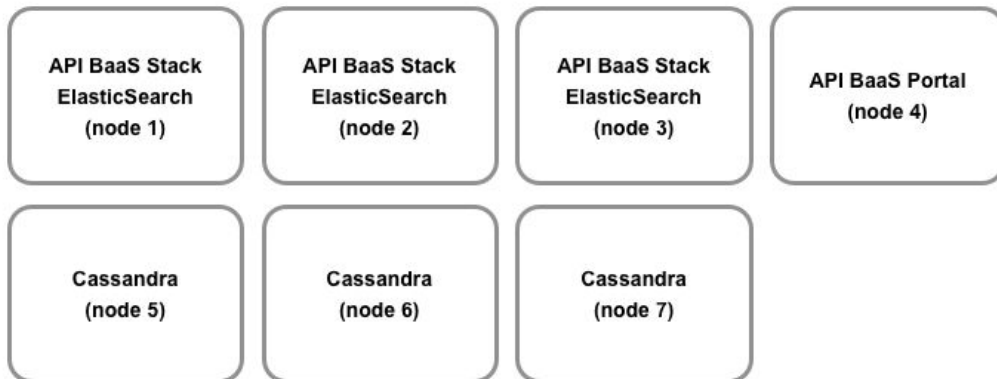 API BaaS Stack
ElasticSearch
(node 1)
API BaaS Stack
ElasticSearch
(node 2)
API BaaS Stack
ElasticSearch
(node 3)
API BaaS Portal
(node 4)
Cassandra
(node 5)
Cassandra
(node 6)
Cassandra
(node 7)